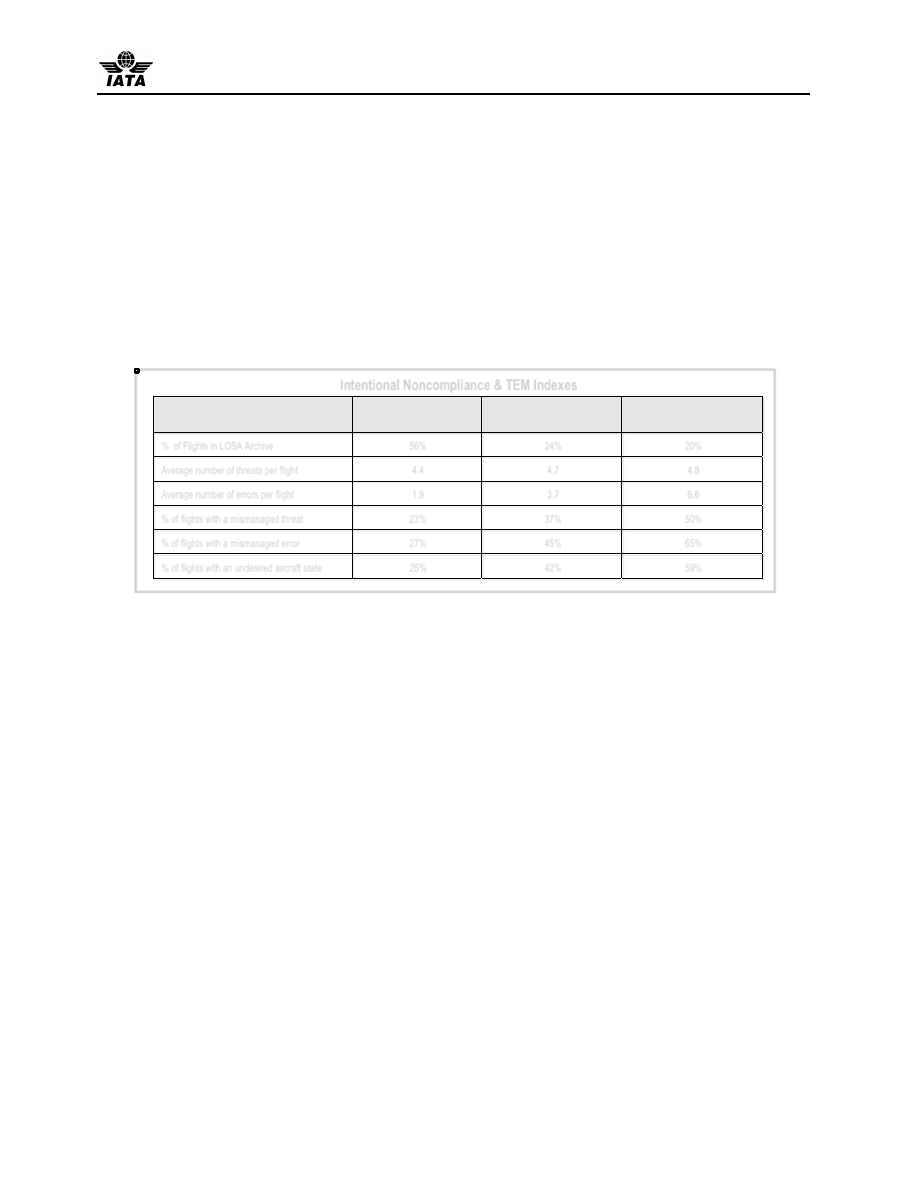 IATA
Intentional Noncompliance & TEM Indexes
% of Flights in LOSA Archive 56% 24% 20%
Average number of threats per flight 4.4 4.7 4.8
Average number of errors per flight 1.9 3.7 6.6
% of flights with a mismanaged threat 23% 37% 50%
% of flights with a mismanaged error 27% 45% 65%
% of flights with an undesired aircraft state 25% 42% 59%